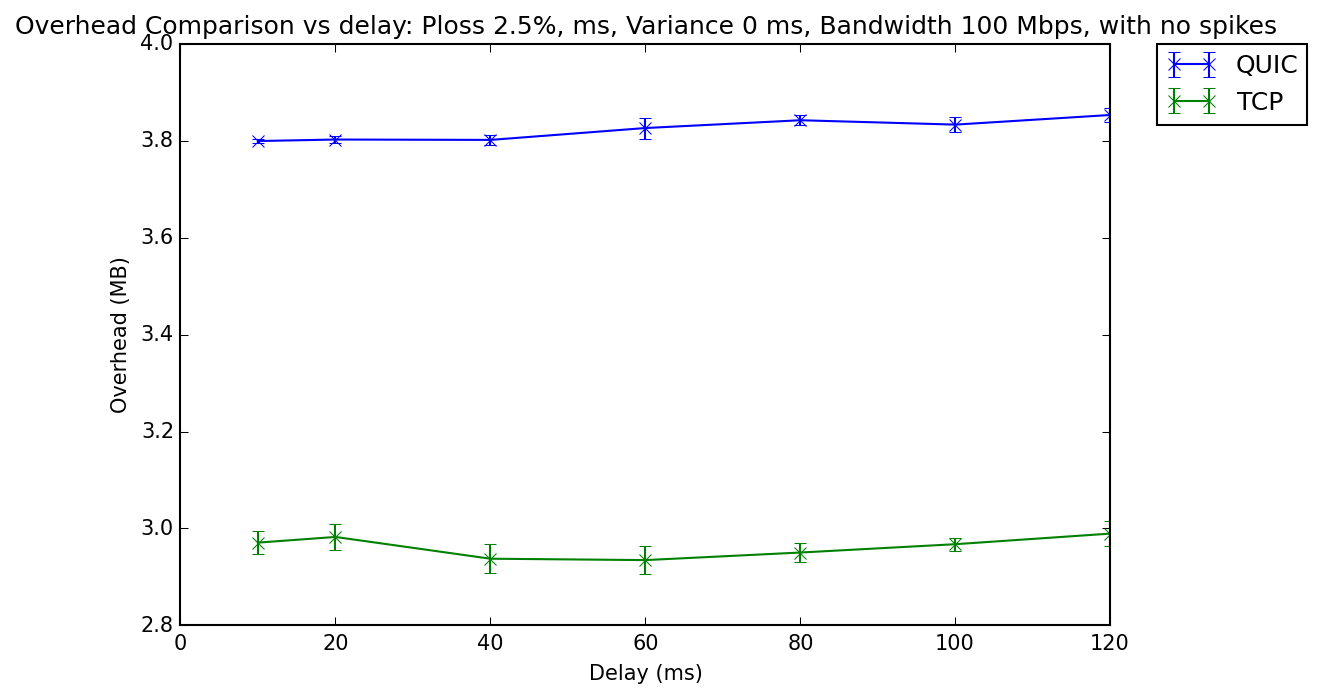 Overhead Comparison vs delay: Ploss 2.5%, ms, Variance 0 ms, Bandwidth 100 Mbps, with no spikes
QUIC
TCP
4.0
3.8
3.6
3.4
3.2
3.0
2.8
Overhead (MB)
0 20 40 60 80 100 120
Delay (ms)